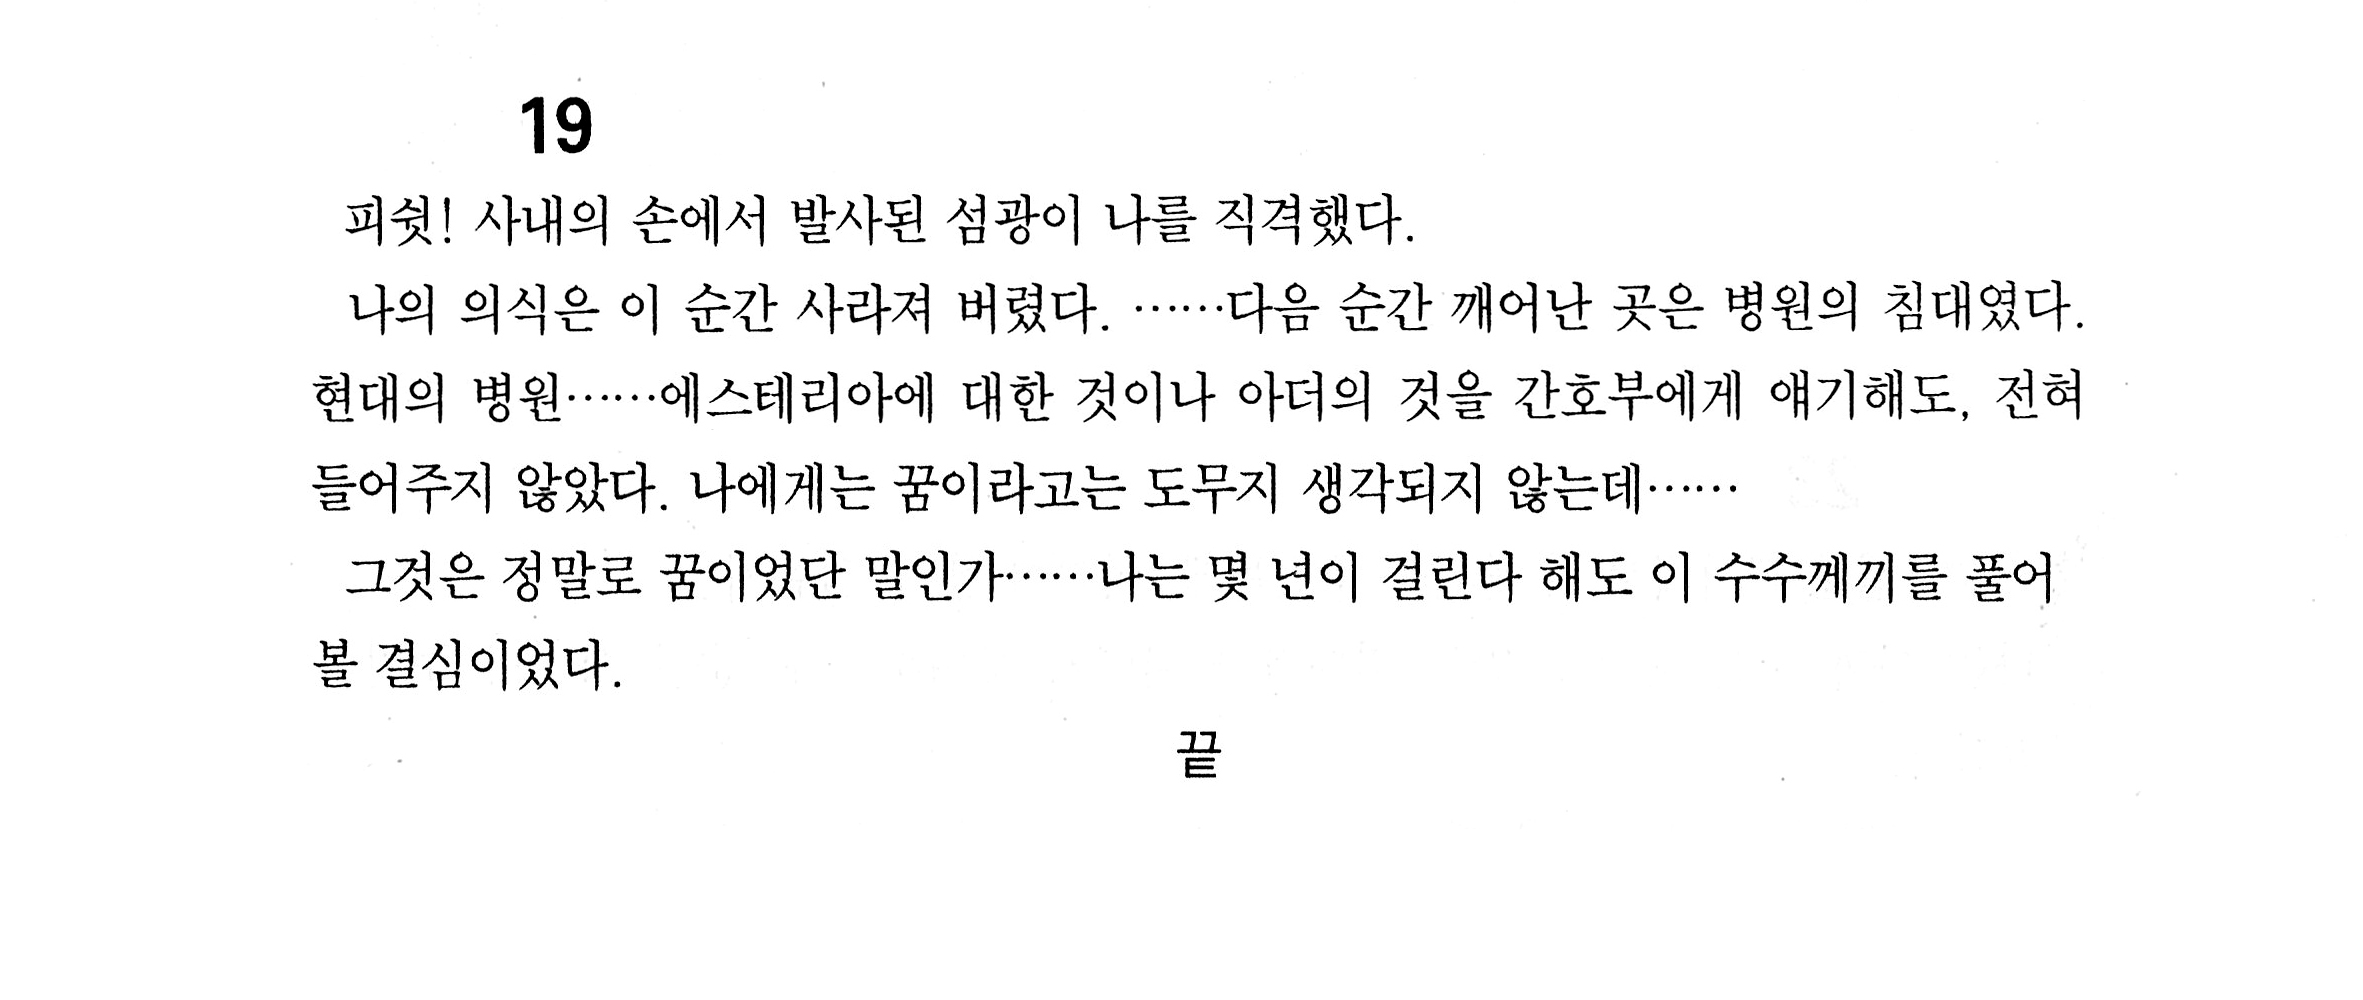 19
피쉿! 사내의 손에서 발사된 섬광이 나를 직격했다.
나의 의식은 이 순간 사라져 버렸다. ……다음 순간 깨어난 곳은 병원의 침대였다.
현대의 병원……에스테리아에 대한 것이나 아더의 것을 간호부에게 얘기해도, 전혀
들어주지 않았다. 나에게는 꿈이라고는 도무지 생각되지 않는데……
그것은 정말로 꿈이었단 말인가……나는 몇 년이 걸린다 해도 이 수수께끼를 풀어
볼 결심이었다.
끝